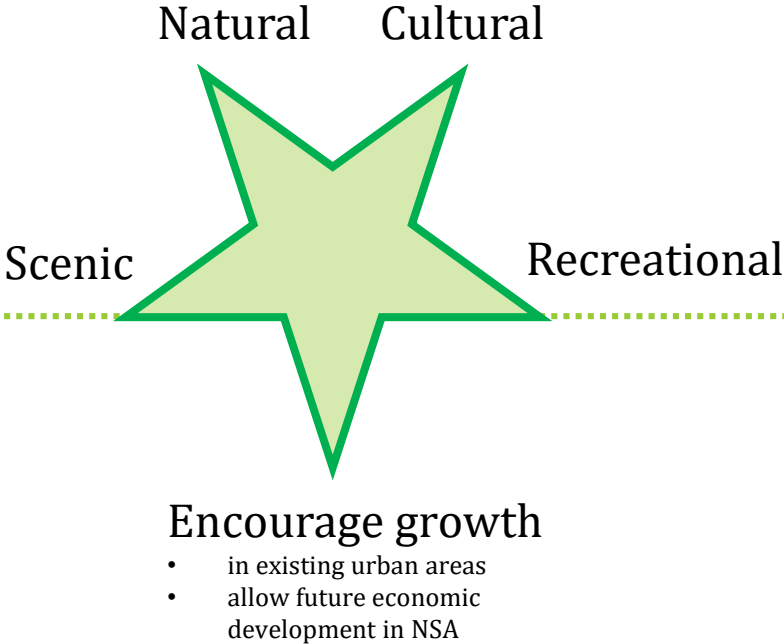 Natural Cultural
Scenic
Recreational
Encourage growth
• in existing urban areas
• allow future economic
development in NSA